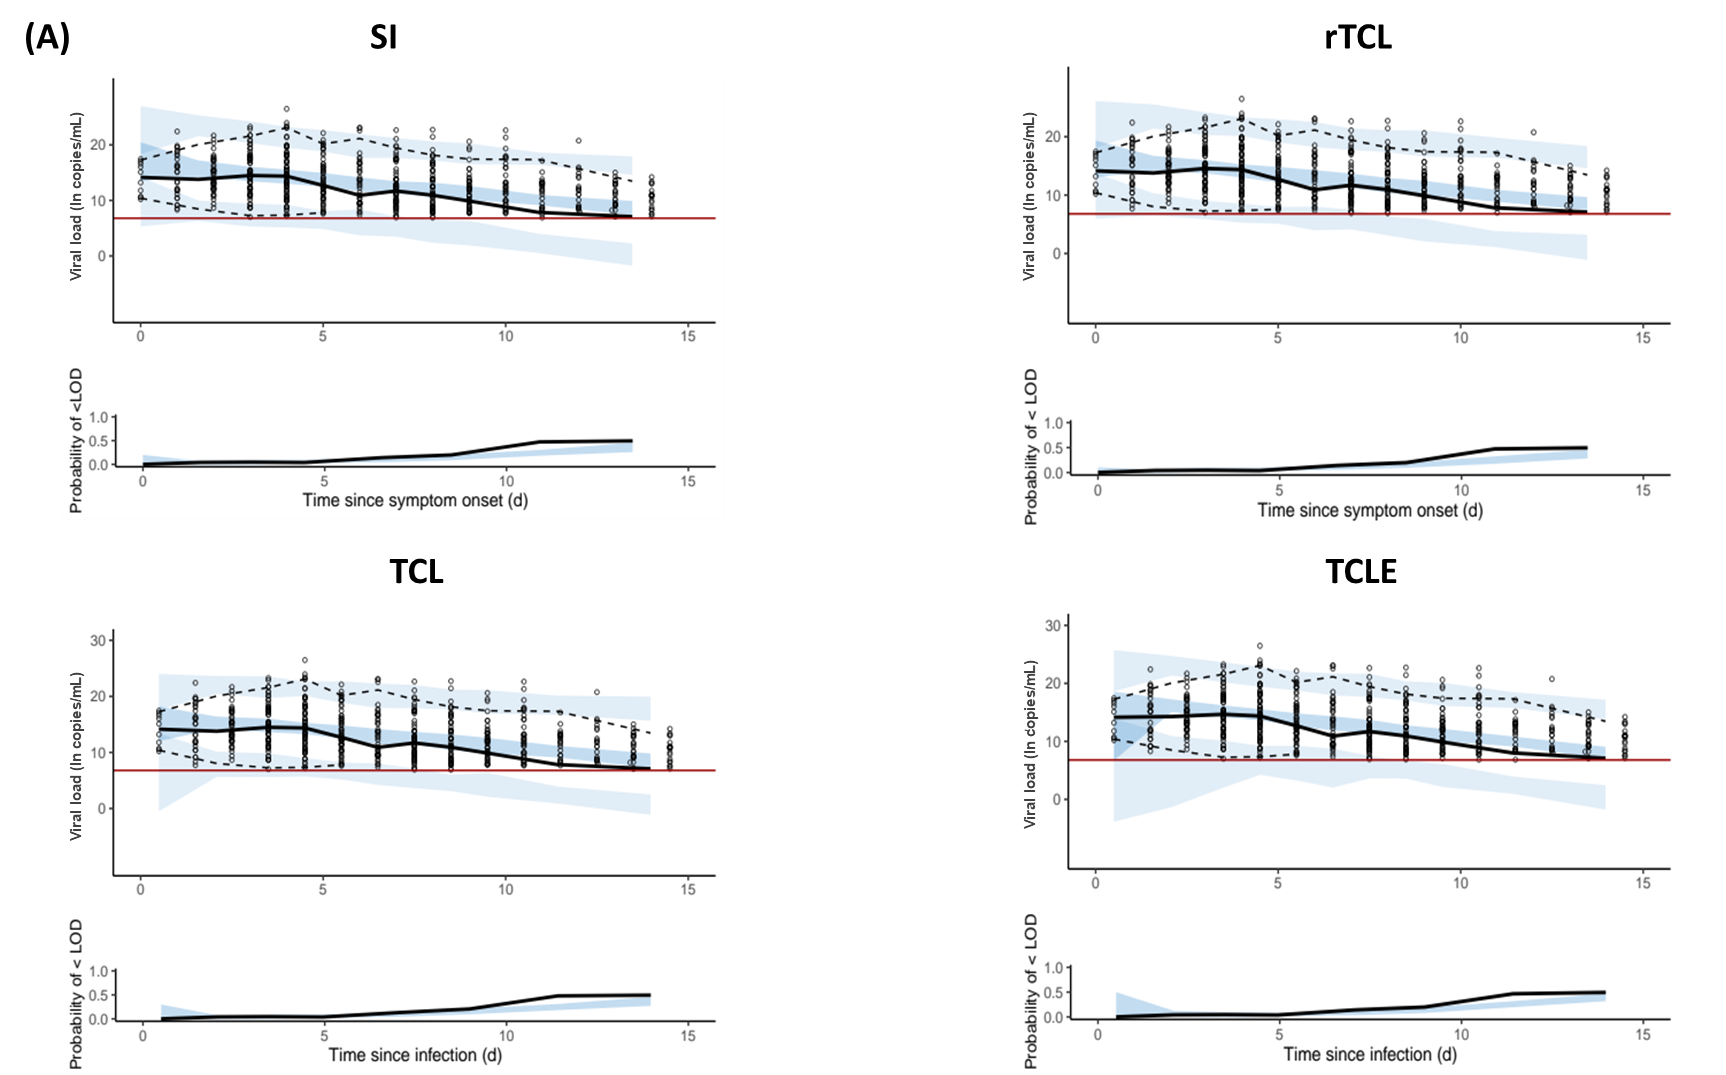 (A)
SI
Viral load (ln copies/mL)
20
10
0
0 5 10 15
Probability of <LOD
1.0
0.5
0.0
0 5 10 15
Time since symptom onset (d)
rTCL
Viral load (ln copies/mL)
20
10
0
0 5 10 15
Probability of < LOD
1.0
0.5
0.0
0 5 10 15
Time since symptom onset (d)
TCL
Viral load (ln copies/mL)
30
20
10
0
0 5 10 15
Probability of < LOD
1.0
0.5
0.0
0 5 10 15
Time since infection (d)
TCLE
Viral load (ln copies/mL)
30
20
10
0
0 5 10 15
Probability of < LOD
1.0
0.5
0.0
0 5 10 15
Time since infection (d)